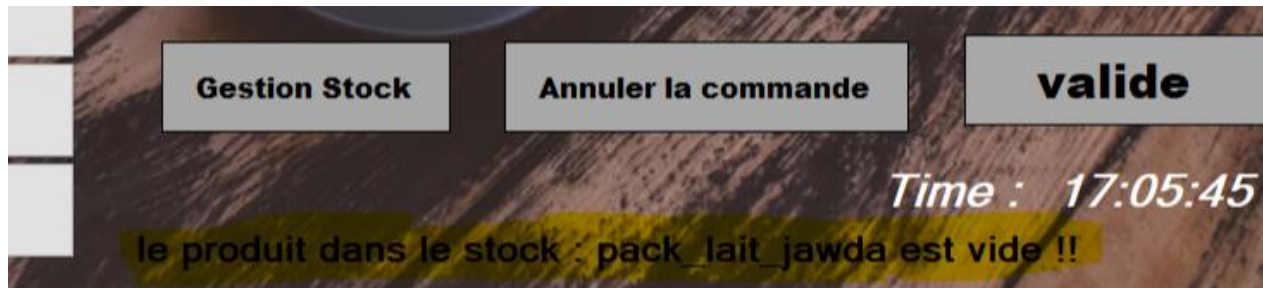 Gestion Stock
Annuler la commande
valide
Time : 17:05:45
le produit dans le stock : pack_lait_jawda est vide !!